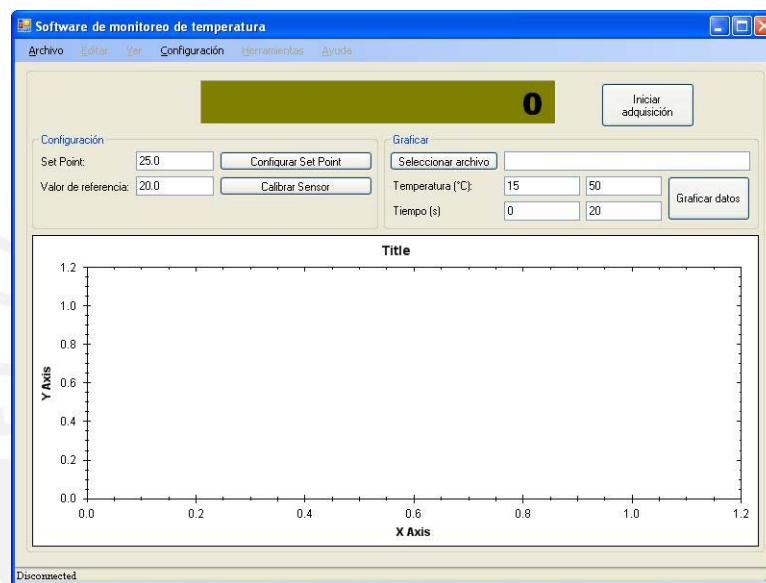 Software de monitoreo de temperatura
Archivo Editar Ver Configuración Herramientas Ayuda
0
Iniciar adquisición
Configuración
Set Point: 25.0 Configurar Set Point
Valor de referencia: 20.0 Calibrar Sensor
Graficar
Seleccionar archivo
Temperatura (°C): 15 50
Tiempo (s) 0 20
Graficar datos
Title
1.2
1.0
0.8
0.6
0.4
0.2
0.0
Y Axis
0.0 0.2 0.4 0.6 0.8 1.0 1.2
X Axis
Disconnected